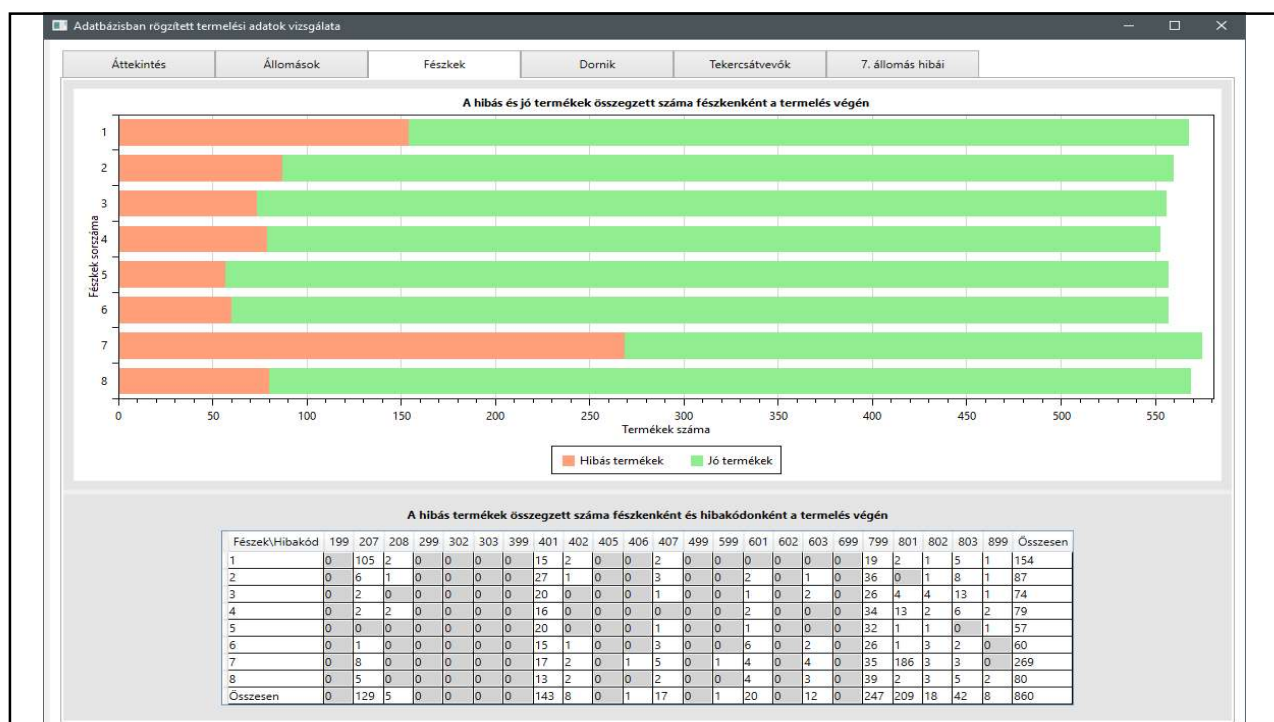 Adatbázisban rögzített termelési adatok vizsgálata
Áttekintés Állomások Fészkek Dornik Tekercsátvevők 7. állomás hibái
A hibás és jó termékek összegzett száma fészkenként a termelés végén
Fészkek sorszáma
1
2
3
4
5
6
7
8
0 50 100 150 200 250 300 350 400 450 500 550
Termékek száma
Hibás termékek Jó termékek
A hibás termékek összegzett száma fészkenként és hibakódonként a termelés végén
Fészek\Hibakód 199 207 208 299 302 303 399 401 402 405 406 407 499 599 601 602 603 699 799 801 802 803 899 Összesen
1 0 105 2 0 0 0 0 15 2 0 0 2 0 0 0 0 0 0 19 2 1 5 1 154
2 0 6 1 0 0 0 0 27 1 0 0 3 0 0 2 0 1 0 36 0 1 8 1 87
3 0 2 0 0 0 0 0 20 0 0 0 1 0 0 1 0 2 0 26 4 4 13 1 74
4 0 2 2 0 0 0 0 16 0 0 0 0 0 0 2 0 0 0 34 13 2 6 2 79
5 0 0 0 0 0 0 0 20 0 0 0 1 0 0 1 0 0 0 32 1 1 0 1 57
6 0 1 0 0 0 0 0 15 1 0 0 3 0 0 6 0 2 0 26 1 3 2 0 60
7 0 8 0 0 0 0 0 17 2 0 1 5 0 1 4 0 4 0 35 186 3 3 0 269
8 0 5 0 0 0 0 0 13 2 0 0 2 0 0 4 0 3 0 39 2 3 5 2 80
Összesen 0 129 5 0 0 0 0 143 8 0 1 17 0 1 20 0 12 0 247 209 18 42 8 860